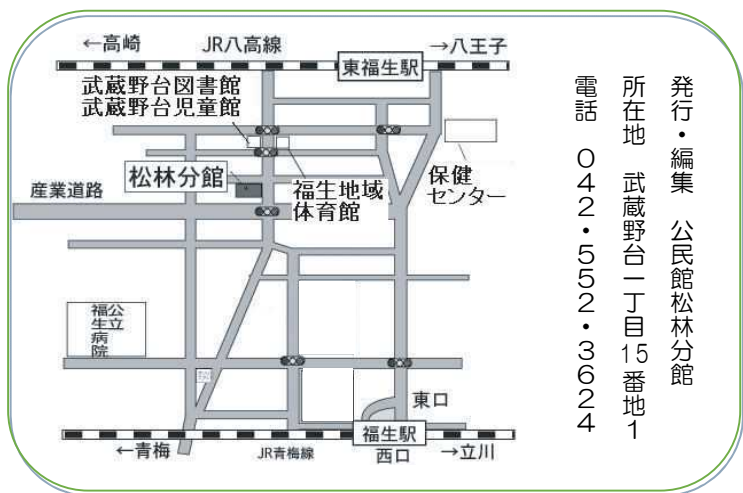 ←高崎 JR八高線 →八王子
東福生駅
武蔵野台図書館
武蔵野台児童館
松林分館
福生地域
体育館
保健
センター
産業道路
公立
福生病院
東口
福生駅
西口
←青梅 JR青梅線 →立川
発行・編集 公民館松林分館
所在地 武蔵野台一丁目15番地1
電話 042・552・3624